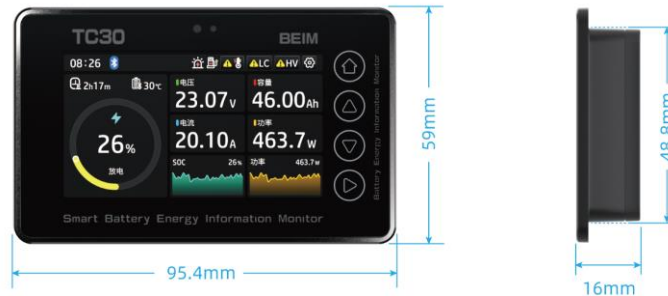 TC30
BEIM
08:26 LC HV
2h17m 30℃
26%
放电
电压
23.07V
容量
46.00Ah
电流
20.10A
功率
463.7W
SOC 26%
功率 463.7W
Smart Battery Energy Information Monitor
Battery Energy Information Monitor
59mm
95.4mm
48.8mm
16mm